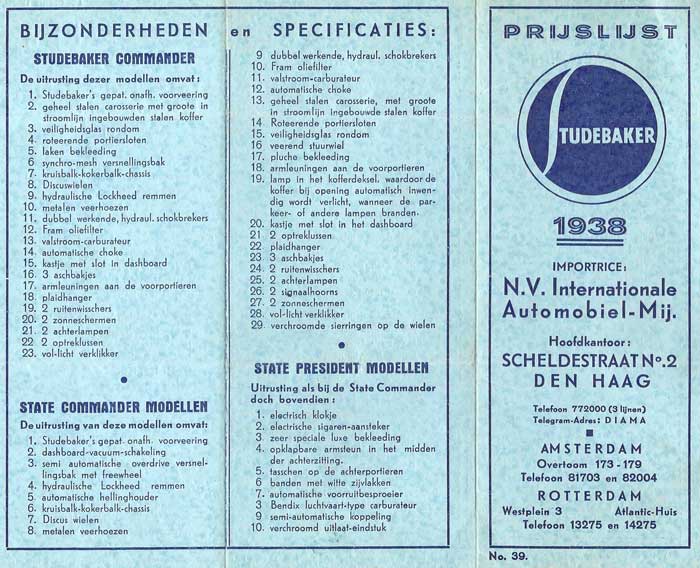 BIJZONDERHEDEN en SPECIFICATIES:
STUDEBAKER COMMANDER
De uitrusting dezer modellen omvat:
1. Studebaker's gepat. onafh. voorveering
2. geheel stalen carosserie met groote in
stroomlijn ingebouwden stalen koffer
3. veiligheidsglas rondom
4. roteerende portiersloten
5. laken bekleeding
6 synchro-mesh versnellingsbak
7. kruisbalk-kokerbalk-chassis
8. Discuswielen
9. hydraulische Lockheed remmen
10. metalen veerhoezen
11. dubbel werkende, hydraul. schokbrekers
12. Fram oliefilter
13. valstroom-carburateur
14. automatische choke
15. kastje met slot in dashboard
16. 3 aschbakjes
17. armleuningen aan de voorportieren
18. plaidhanger
19. 2 ruitenwisschers
20. 2 zonneschermen
21. 2 achterlampen
22 2 optreklussen
23. vol-licht verklikker
STATE COMMANDER MODELLEN
De uitrusting van deze modellen omvat:
1. Studebaker's gepat. onafh. voorveering
2. dashboard-vacuum-schakeling
3. semi automatische overdrive versnel-
lingsbak met freewheel
4. hydraulische Lockheed remmen
5. automatische hellinghouder
6. kruisbalk-kokerbalk-chassis
7. Discus wielen
8. metalen veerhoezen
9 dubbel werkende, hydraul. schokbrekers
10. Fram oliefilter
11. valstroom-carburateur
12. automatische choka
13. geheel stalen carosserie, met groote
in stroomlijn ingebouwden stalen koffer
14 Roteerende portiersloten
15. veiligheidsglas rondom
16 veerend stuurwiel
17. pluche bekleeding
18. armleuningen aan de voorportieren
19. lamp in het kofferdeksel. waardoor de
koffer bij opening automatisch inwen-
dig wordt verlicht, wanneer de par-
keer- of andere lampen branden.
20. kastje met slot in het dashboard
21 2 optreklussen
22. plaidhanger
23. 3 aschbakjes
24. 2 ruitenwisschers
25. 2 achterlampen
26. 2 signaalhoorns
27. 2 zonneschermen
28. vol-licht verklikker
29. verchroomde sierringen op de wielen
STATE PRESIDENT MODELLEN
Uitrusting als bij de State Commander
doch bovendien:
1. electrisch klokje
2. electrische sigaren-aansteker
3. zeer speciale luxe bekleeding
4. opklapbare armsteun in het midden
der achterzitting.
5. tasschen op de achterportieren
6 banden met witte zijvlakken
7. automatische voorruitbesproeier
3 Bendix luchtvaart-type carburateur
9 semi-automatische koppeling
10. verchroomd uitlaat-eindstuk
PRIJSLIJST
STUDEBAKER
1938
IMPORTRICE:
N.V. Internationale
Automobiel-Mij.
Hoofdkantoor:
SCHELDESTRAAT No. 2
DEN HAAG
Telefoon 772000 (3 lijnen)
Telegram-Adres: DIAMA
AMSTERDAM
Overtoom 173-179
Telefoon 81703 en 82004
ROTTERDAM
Westplein 3 Atlantic-Huis
Telefoon 13275 en 14275
No. 39.